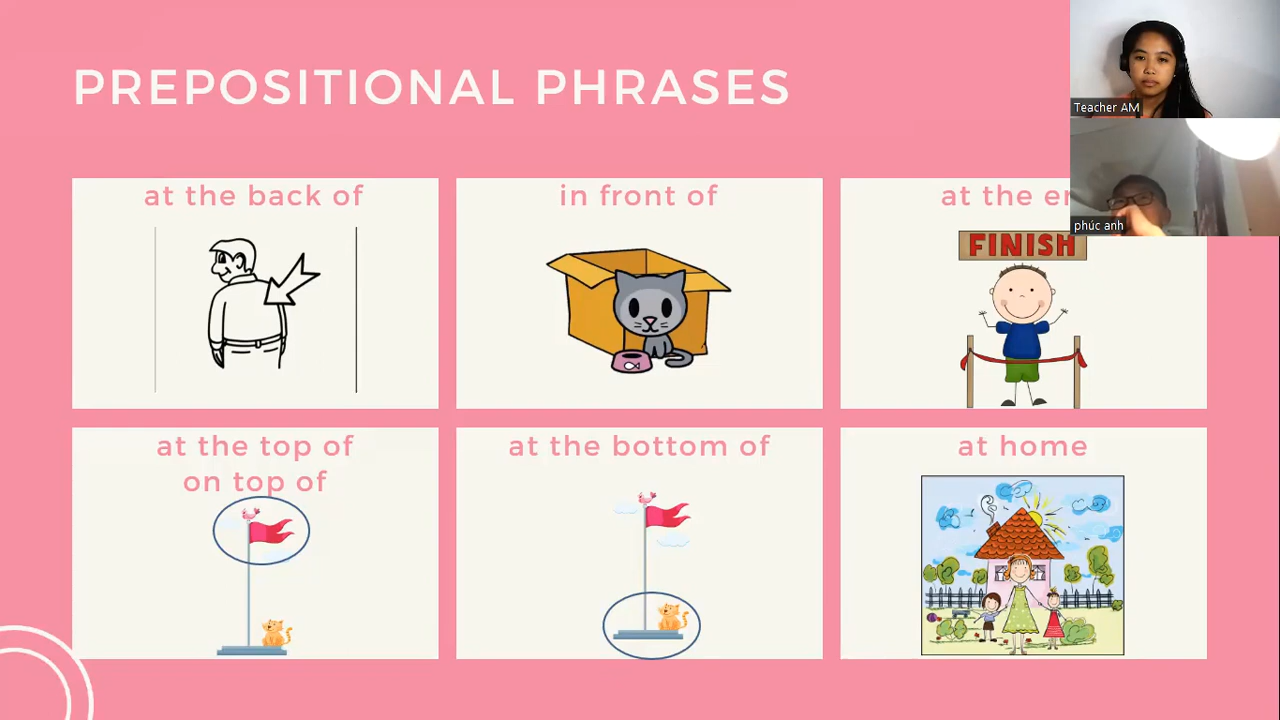 PREPOSITIONAL PHRASES
Teacher AM
phúc anh
at the back of
in front of
at the
FINISH
at the top of
on top of
at the bottom of
at home